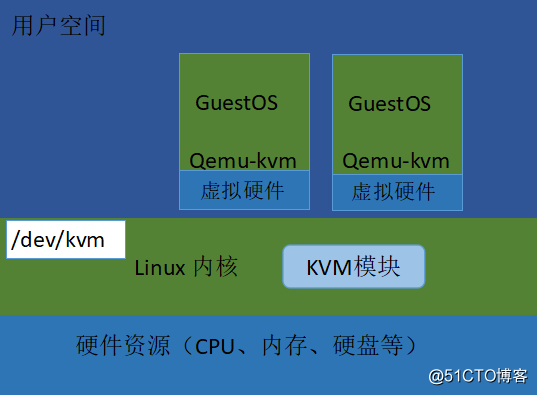 用户空间
GuestOS
GuestOS
Qemu-kvm
Qemu-kvm
虚拟硬件
虚拟硬件
/dev/kvm
Linux 内核
KVM模块
硬件资源（CPU、内存、硬盘等）
@51CTO博客